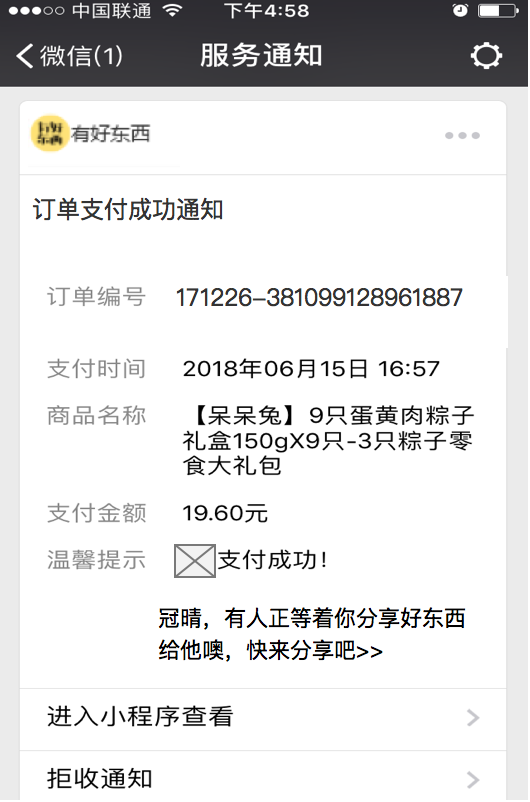 中国联通 下午4:58
微信(1) 服务通知
有好东西 有好东西
订单支付成功通知
订单编号 171226-381099128961887
支付时间 2018年06月15日 16:57
商品名称 【呆呆兔】9只蛋黄肉粽子
礼盒150gX9只-3只粽子零
食大礼包
支付金额 19.60元
温馨提示 支付成功！
冠晴，有人正等着你分享好东西
给他噢，快来分享吧>>
进入小程序查看
拒收通知